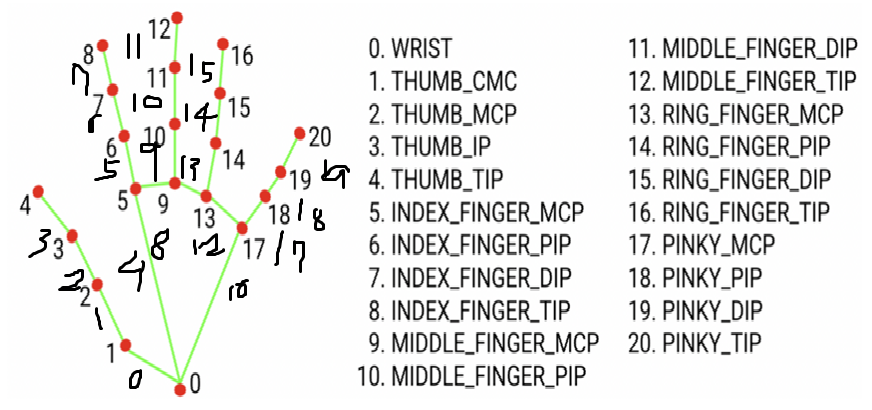 12
8 11 16
7 11 15
7 10 15
6 14 20
6 10
5 9 13 14 19 19
5 9 13 18 18
4 8 12 17
3 3 4 17
2 2
1
1
0 0
0. WRIST
1. THUMB_CMC
2. THUMB_MCP
3. THUMB_IP
4. THUMB_TIP
5. INDEX_FINGER_MCP
6. INDEX_FINGER_PIP
7. INDEX_FINGER_DIP
8. INDEX_FINGER_TIP
9. MIDDLE_FINGER_MCP
10. MIDDLE_FINGER_PIP
11. MIDDLE_FINGER_DIP
12. MIDDLE_FINGER_TIP
13. RING_FINGER_MCP
14. RING_FINGER_PIP
15. RING_FINGER_DIP
16. RING_FINGER_TIP
17. PINKY_MCP
18. PINKY_PIP
19. PINKY_DIP
20. PINKY_TIP